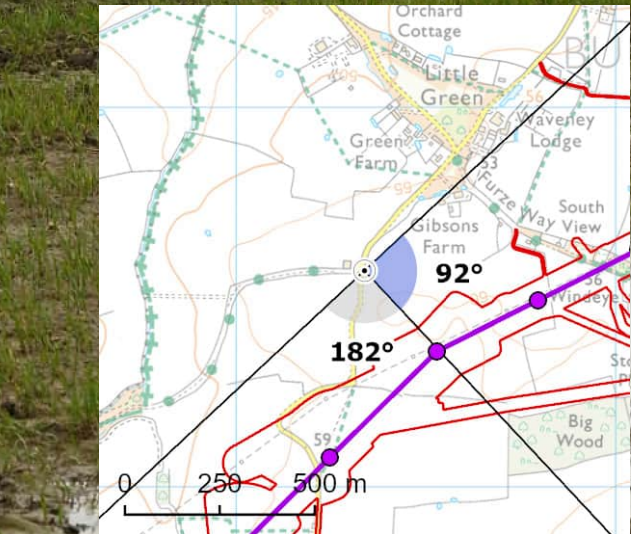 Orchard
Cottage
BU
Little
Green
56
Waveney
Lodge
Green
Farm
53
Furze Way View
South
Gibsons
Farm
92°
56
Windeye
182°
Big
Wood
59
0 250 500 m